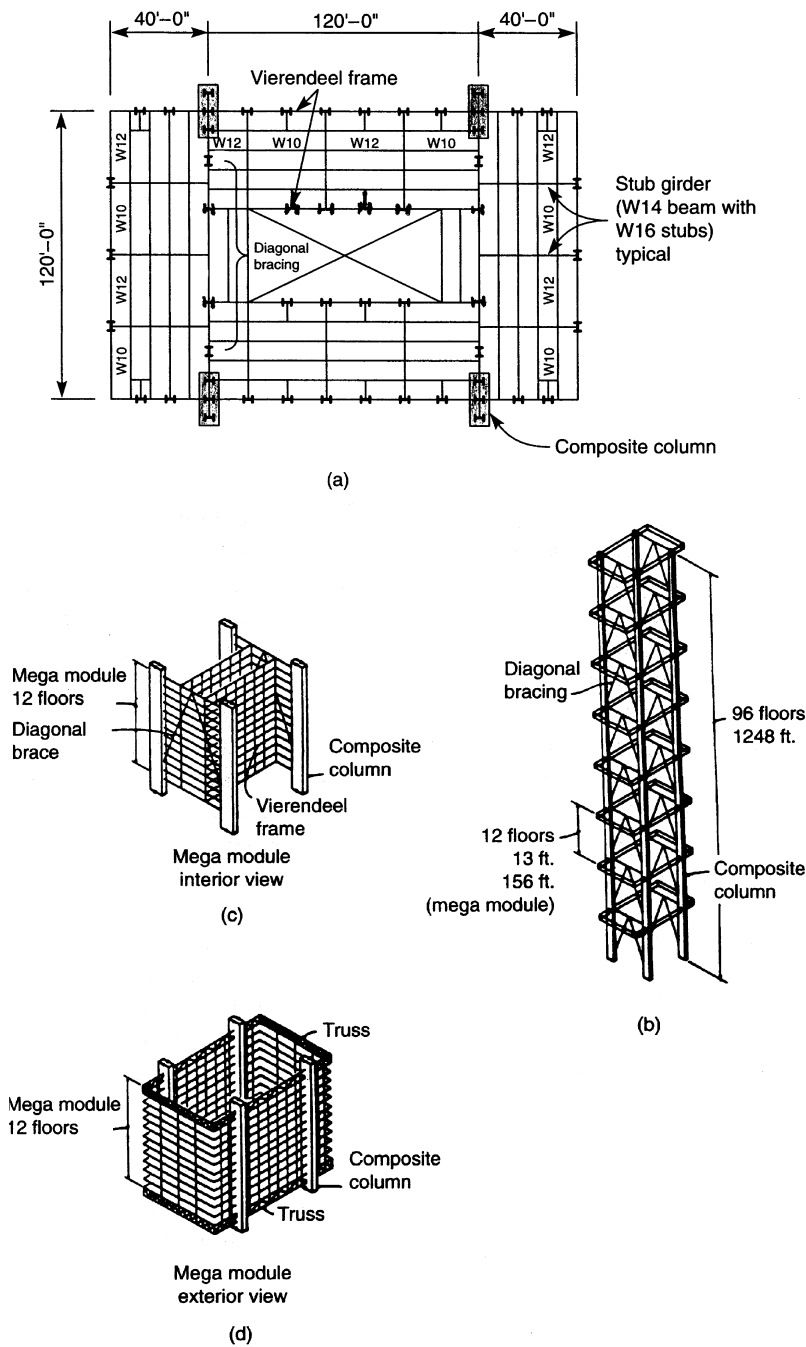 40'–0"
120'–0"
40'–0"
Vierendeel frame
W12
W12
W10
W12
W10
W12
120'-0"
W10
W10
Stub girder
(W14 beam with
W16 stubs)
typical
Diagonal
bracing
W12
W12
W10
W10
Composite column
(a)
Mega module
12 floors
Diagonal
brace
Composite
column
Vierendeel
frame
Mega module
interior view
(c)
Diagonal
bracing
96 floors
1248 ft.
12 floors
13 ft.
156 ft.
(mega module)
Composite
column
(b)
Truss
Mega module
12 floors
Composite
column
Truss
Mega module
exterior view
(d)